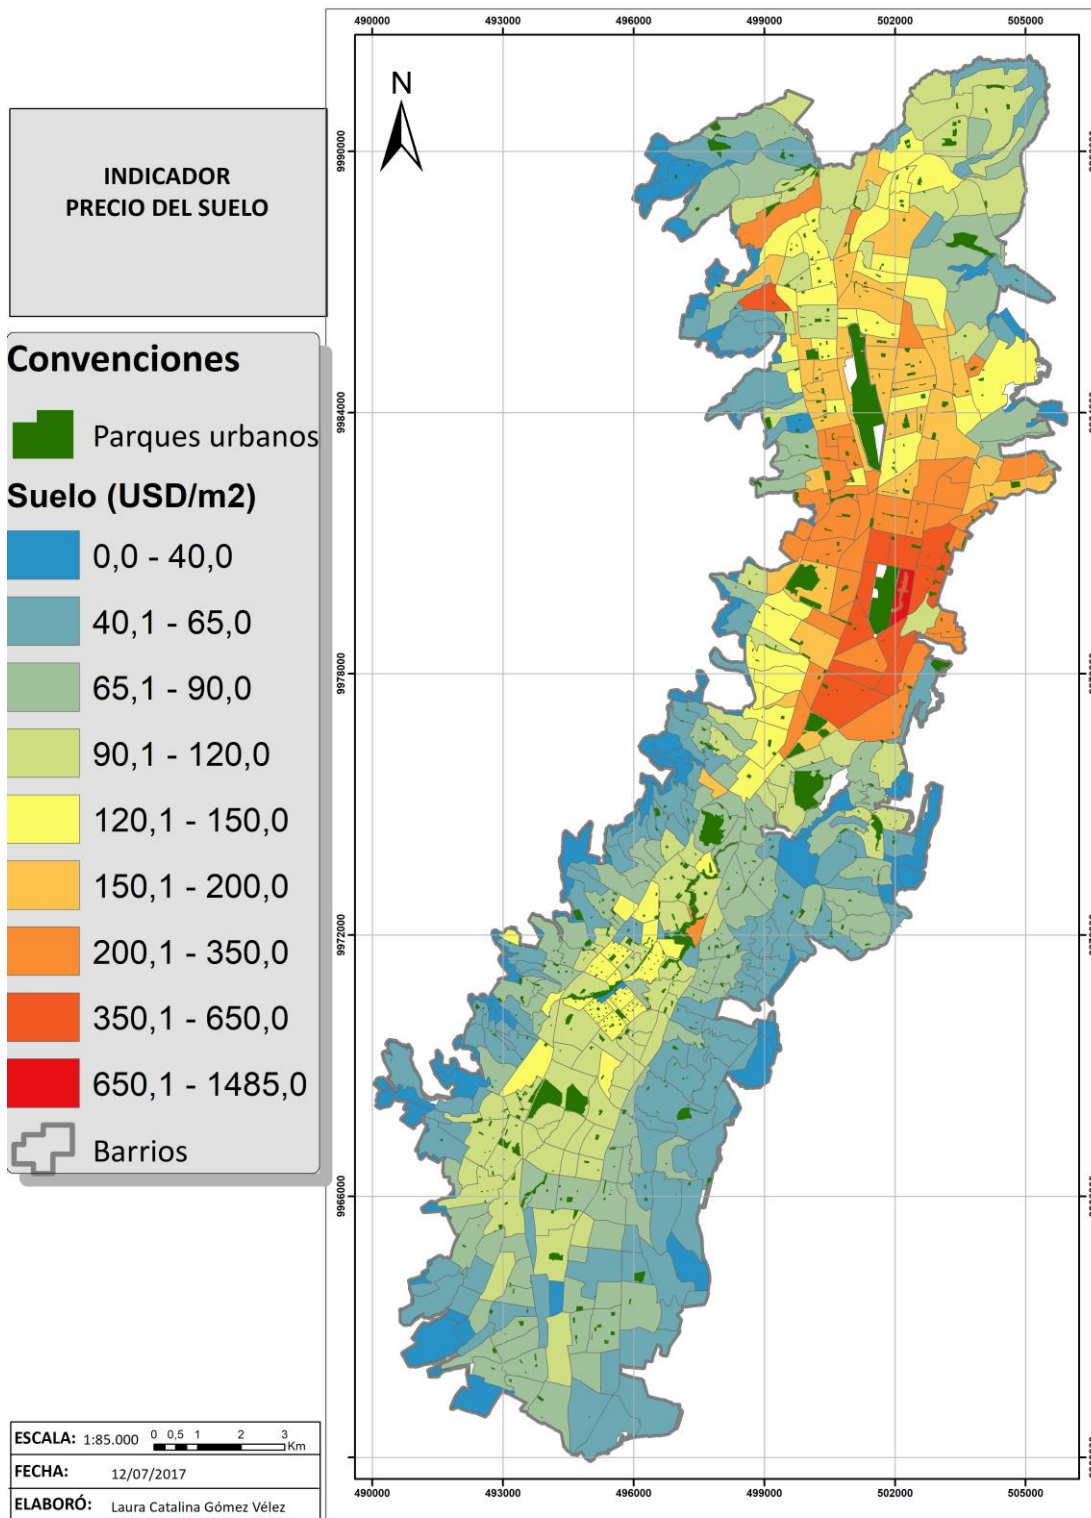 490000 493000 496000 499000 502000 505000
N
INDICADOR
PRECIO DEL SUELO
Convenciones
Parques urbanos
Suelo (USD/m2)
0,0 - 40,0
40,1 - 65,0
65,1 - 90,0
90,1 - 120,0
120,1 - 150,0
150,1 - 200,0
200,1 - 350,0
350,1 - 650,0
650,1 - 1485,0
Barrios
9990000
9984000
9978000
9972000
9966000
ESCALA: 1:85.000 0 0,5 1 2 3
Km
FECHA: 12/07/2017
ELABORÓ: Laura Catalina Gómez Vélez
490000 493000 496000 499000 502000 505000